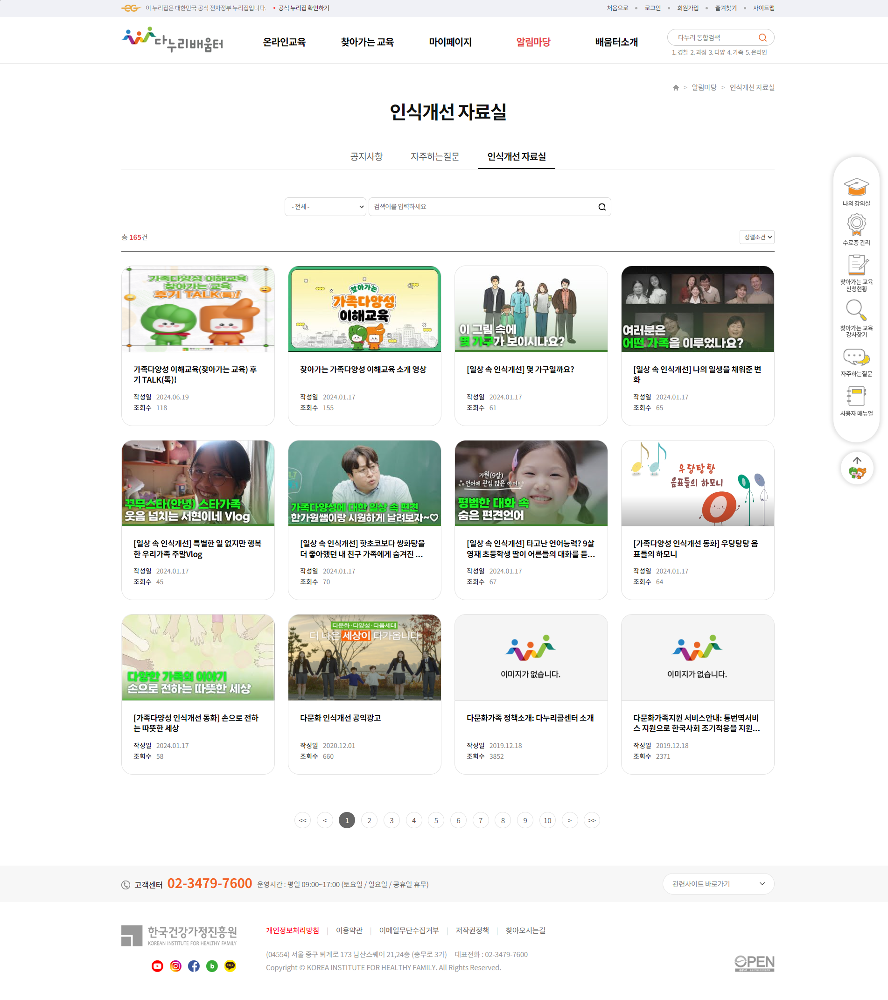 이 누리집은 대한민국 공식 전자정부 누리집입니다. • 공식 누리집 확인하기
처음으로 • 로그인 • 회원가입 • 즐겨찾기 • 사이트맵
다누리배움터
온라인교육 찾아가는 교육 마이페이지 알림마당 배움터소개
다누리 통합검색
1. 경찰 2. 과정 3. 다양 4. 가족 5. 온라인
> 알림마당 > 인식개선 자료실
인식개선 자료실
공지사항 자주하는질문 인식개선 자료실
- 전체 - 검색어를 입력하세요
총 165건 정렬조건
나의 강의실
수료증 관리
찾아가는 교육
신청현황
찾아가는 교육
강사찾기
자주하는질문
사용자 매뉴얼
가족다양성 이해교육
찾아가는 교육
후기 TALK(톡)!
가족다양성 이해교육(찾아가는 교육) 후
기 TALK(톡)!
작성일 2024.06.19
조회수 118
찾아가는
가족다양성
이해교육
찾아가는 가족다양성 이해교육 소개 영상
작성일 2024.01.17
조회수 155
이 그림 속에
몇 가구가 보이시나요?
[일상 속 인식개선] 몇 가구일까요?
작성일 2024.01.17
조회수 61
여러분은
어떤 가족을 이루었나요?
[일상 속 인식개선] 나의 일생을 채워준 변
화
작성일 2024.01.17
조회수 65
꾸무스타(안녕) 스타가족
웃음 넘치는 서현이네 Vlog
[일상 속 인식개선] 특별한 일 없지만 행복
한 우리가족 주말Vlog
작성일 2024.01.17
조회수 45
가족다양성에 대한 일상 속 편견
한가원쌤이랑 시원하게 날려보자~♡
[일상 속 인식개선] 핫초코보다 쌍화탕을
더 좋아했던 내 친구 가족에게 숨겨진 ...
작성일 2024.01.17
조회수 70
가원(9살)
언어에 관심 많은 아이
평범한 대화 속
숨은 편견언어
[일상 속 인식개선] 타고난 언어능력? 9살
영재 초등학생 딸이 어른들의 대화를 듣...
작성일 2024.01.17
조회수 67
우당탕탕
음표들의 하모니
[가족다양성 인식개선 동화] 우당탕탕 음
표들의 하모니
작성일 2024.01.17
조회수 64
다양한 가족의 이야기
손으로 전하는 따뜻한 세상
[가족다양성 인식개선 동화] 손으로 전하
는 따뜻한 세상
작성일 2024.01.17
조회수 58
다문화·다양성·다음세대
더 나은 세상이 다가옵니다
다문화 인식개선 공익광고
작성일 2020.12.01
조회수 660
이미지가 없습니다.
다문화가족 정책소개: 다누리콜센터 소개
작성일 2019.12.18
조회수 3852
이미지가 없습니다.
다문화가족지원 서비스안내: 통번역서비
스 지원으로 한국사회 조기적응을 지원...
작성일 2019.12.18
조회수 2371
<< < 1 2 3 4 5 6 7 8 9 10 > >>
고객센터 02-3479-7600 운영시간 : 평일 09:00~17:00 (토요일 / 일요일 / 공휴일 휴무)
관련사이트 바로가기
한국건강가정진흥원
KOREAN INSTITUTE FOR HEALTHY FAMILY
개인정보처리방침 | 이용약관 | 이메일무단수집거부 | 저작권정책 | 찾아오시는길
(04554) 서울 중구 퇴계로 173 남산스퀘어 21,24층 (충무로 3가) 대표전화 : 02-3479-7600
Copyright © KOREA INSTITUTE FOR HEALTHY FAMILY. All Rights Reserved.
b
TALK
OPEN